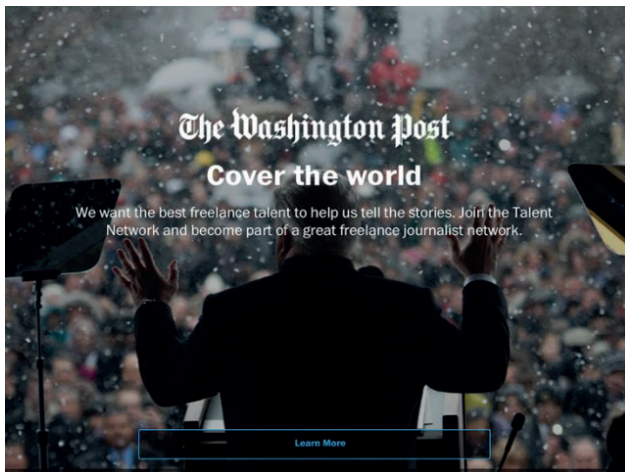 The Washington Post
Cover the world
We want the best freelance talent to help us tell the stories. Join the Talent
Network and become part of a great freelance journalist network.
Learn More